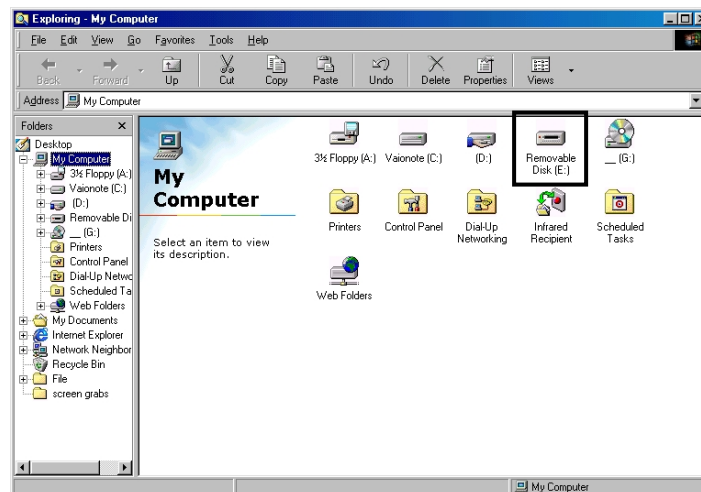 Exploring - My Computer
File Edit View Go Favorites Tools Help
Back Forward Up Cut Copy Paste Undo Delete Properties Views
Address My Computer
Folders
Desktop
My Computer
3½ Floppy (A:)
Vaionote (C:)
(D:)
Removable Di
__ (G:)
Printers
Control Panel
Dial-Up Netwo
Scheduled Ta
Web Folders
My Documents
Internet Explorer
Network Neighbor
Recycle Bin
File
screen grabs
My
Computer
Select an item to view
its description.
3½ Floppy (A:) Vaionote (C:) (D:) Removable
Disk (E:) __ (G:)
Printers Control Panel Dial-Up
Networking Infrared
Recipient Scheduled
Tasks
Web Folders
My Computer